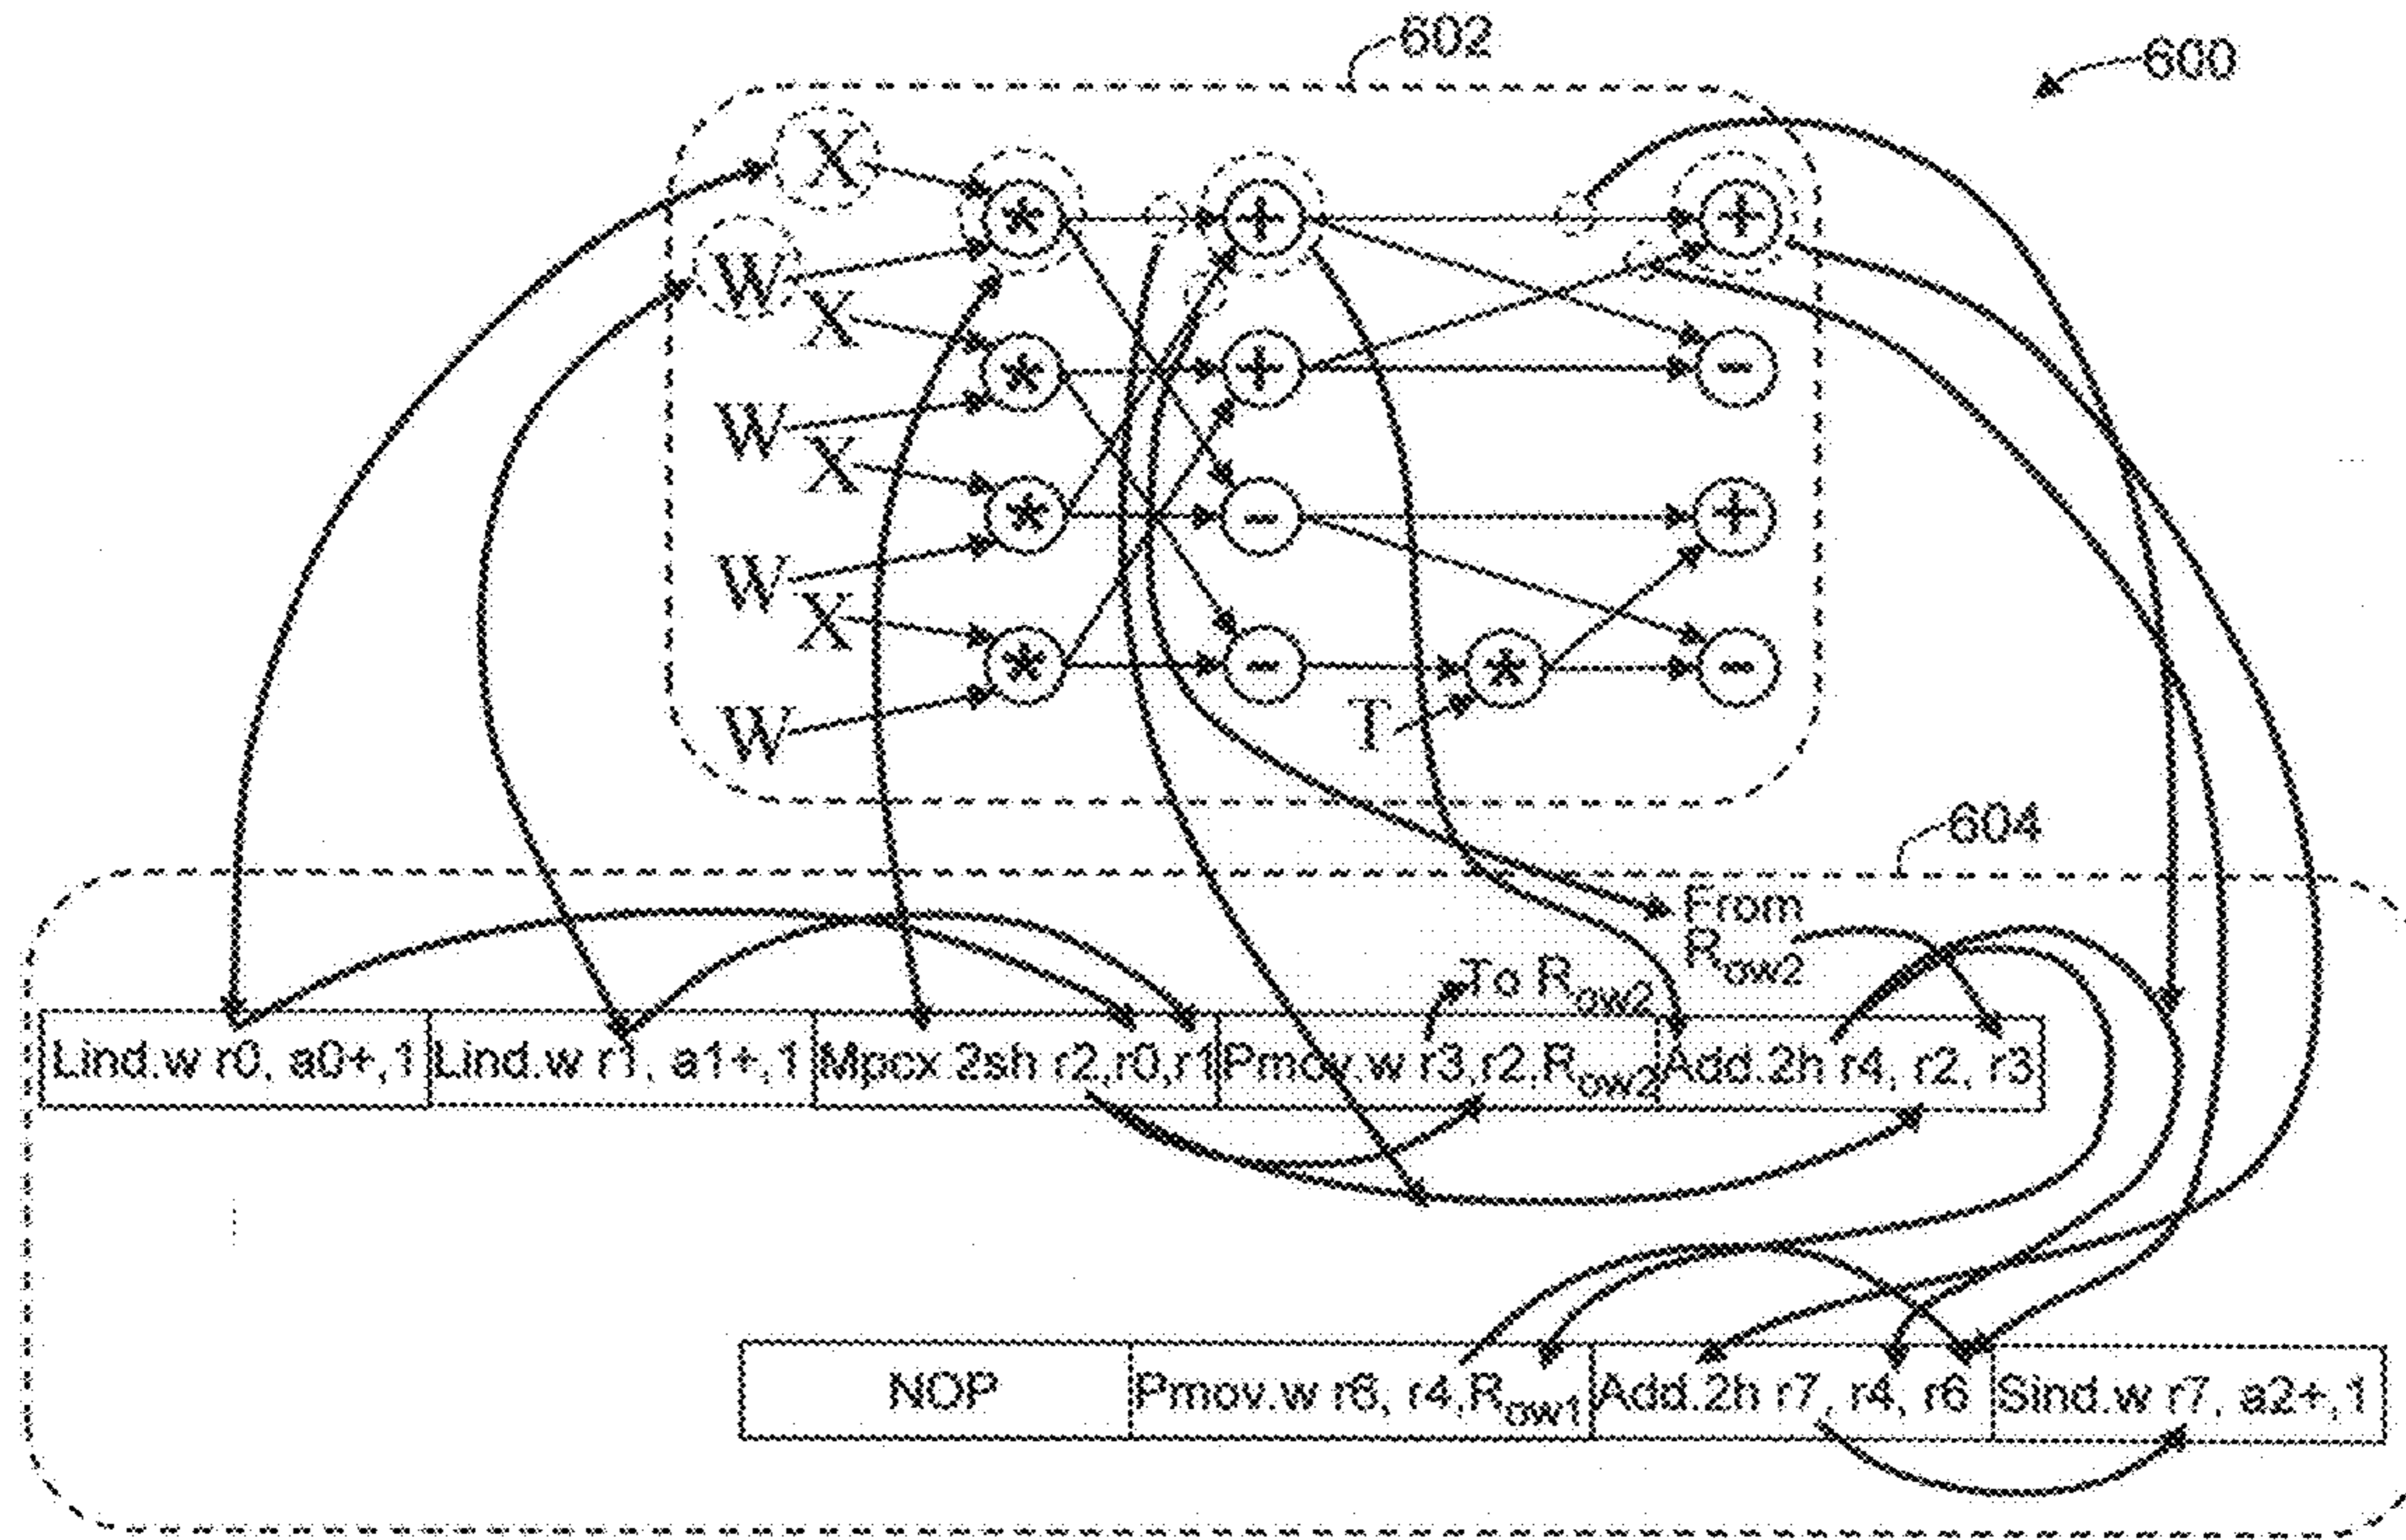 602
600
X
*
+
+
W
X
*
+
-
W
X
*
-
+
W
X
*
-
*
-
W
T
604
From
Row2
To Row2
Lind.w r0, a0+,1 Lind.w r1, a1+,1 Mpcx 2sh r2,r0,r1 Pmov.w r3,r2,Row2 Add.2h r4, r2, r3
NOP Pmov.w r6, r4,Row1 Add.2h r7, r4, r6 Sind.w r7, a2+,1